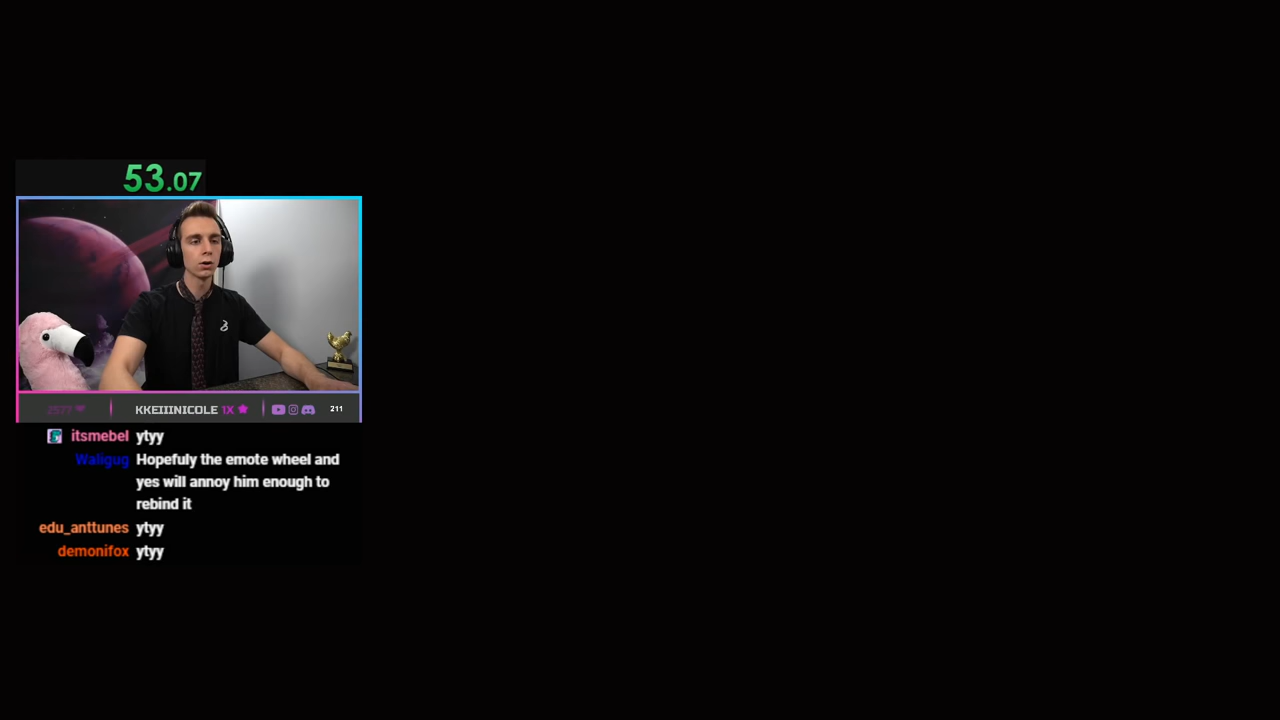 53.07
2577
KKEIIINICOLE 1X
211
itsmebel ytyy
Waligug Hopefuly the emote wheel and
yes will annoy him enough to
rebind it
edu_anttunes ytyy
demonifox ytyy